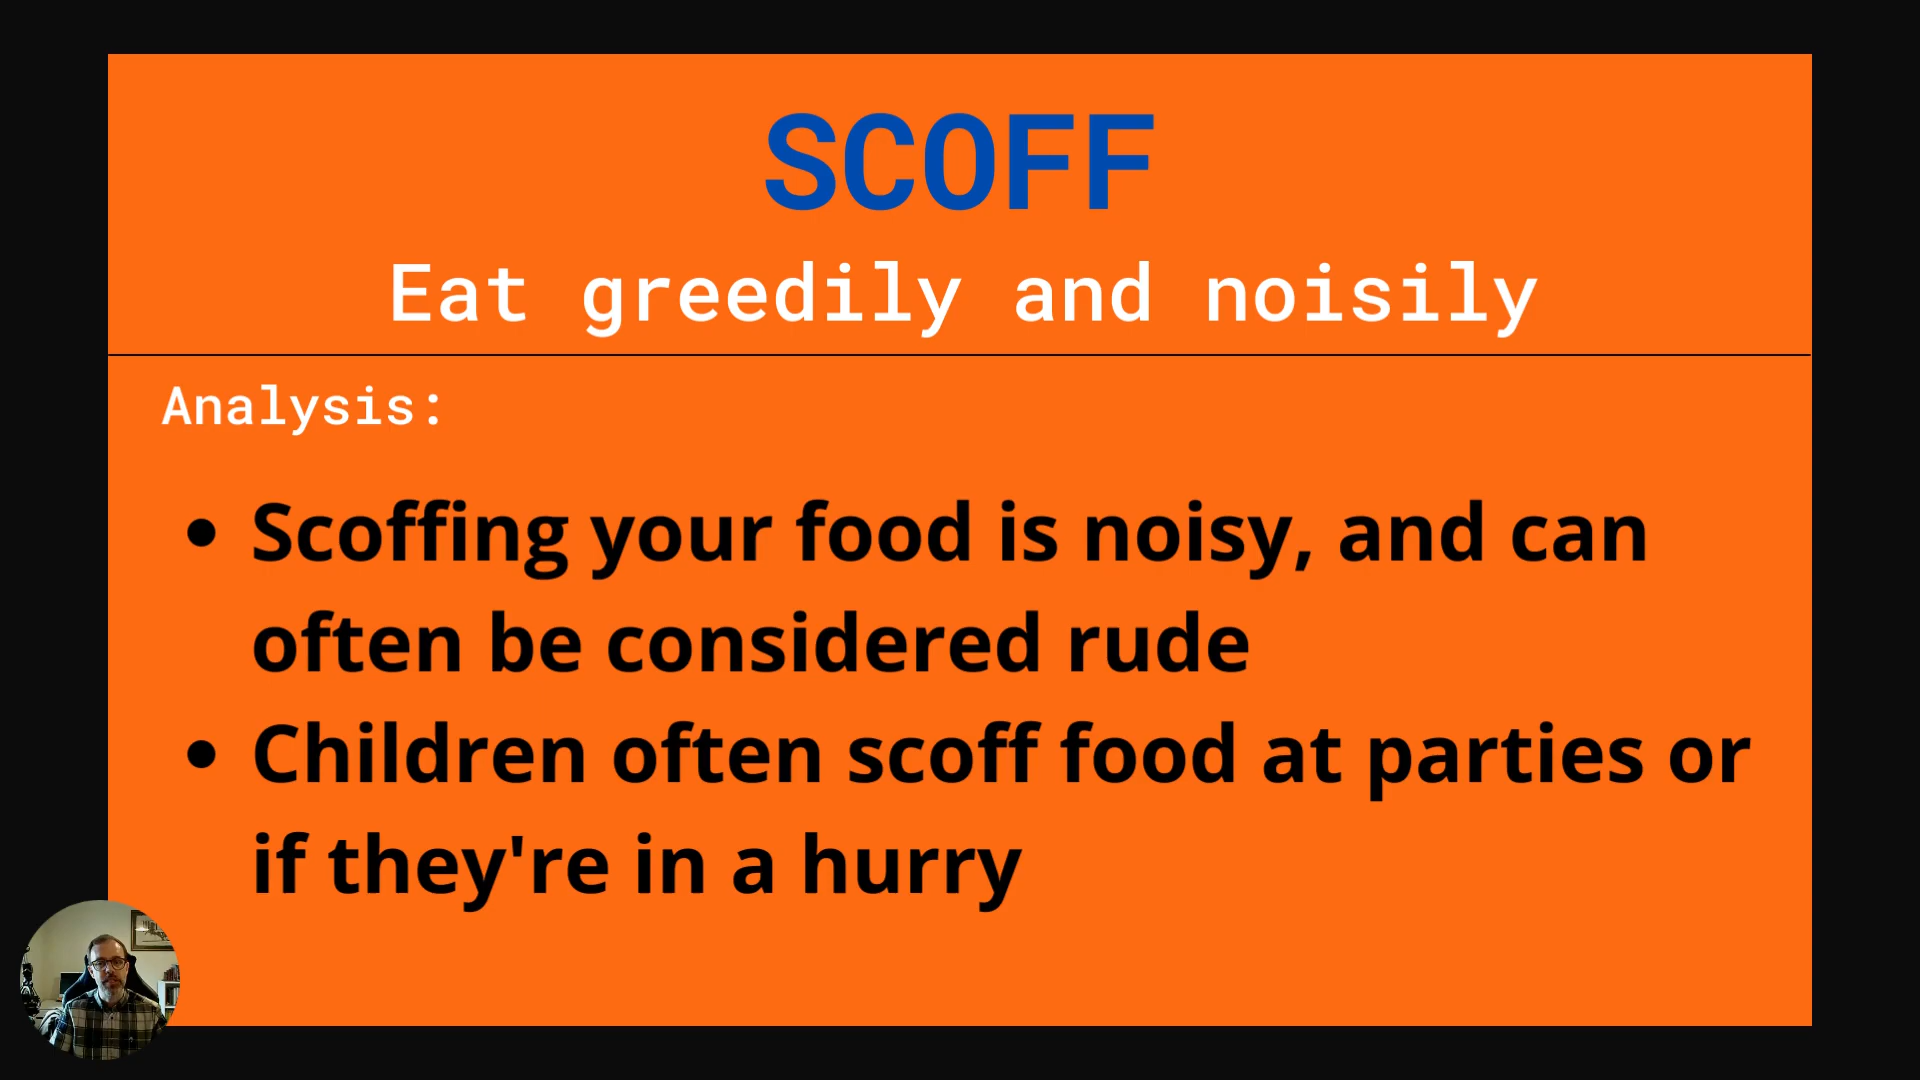 SCOFF
Eat greedily and noisily
Analysis:
• Scoffing your food is noisy, and can
often be considered rude
• Children often scoff food at parties or
if they're in a hurry